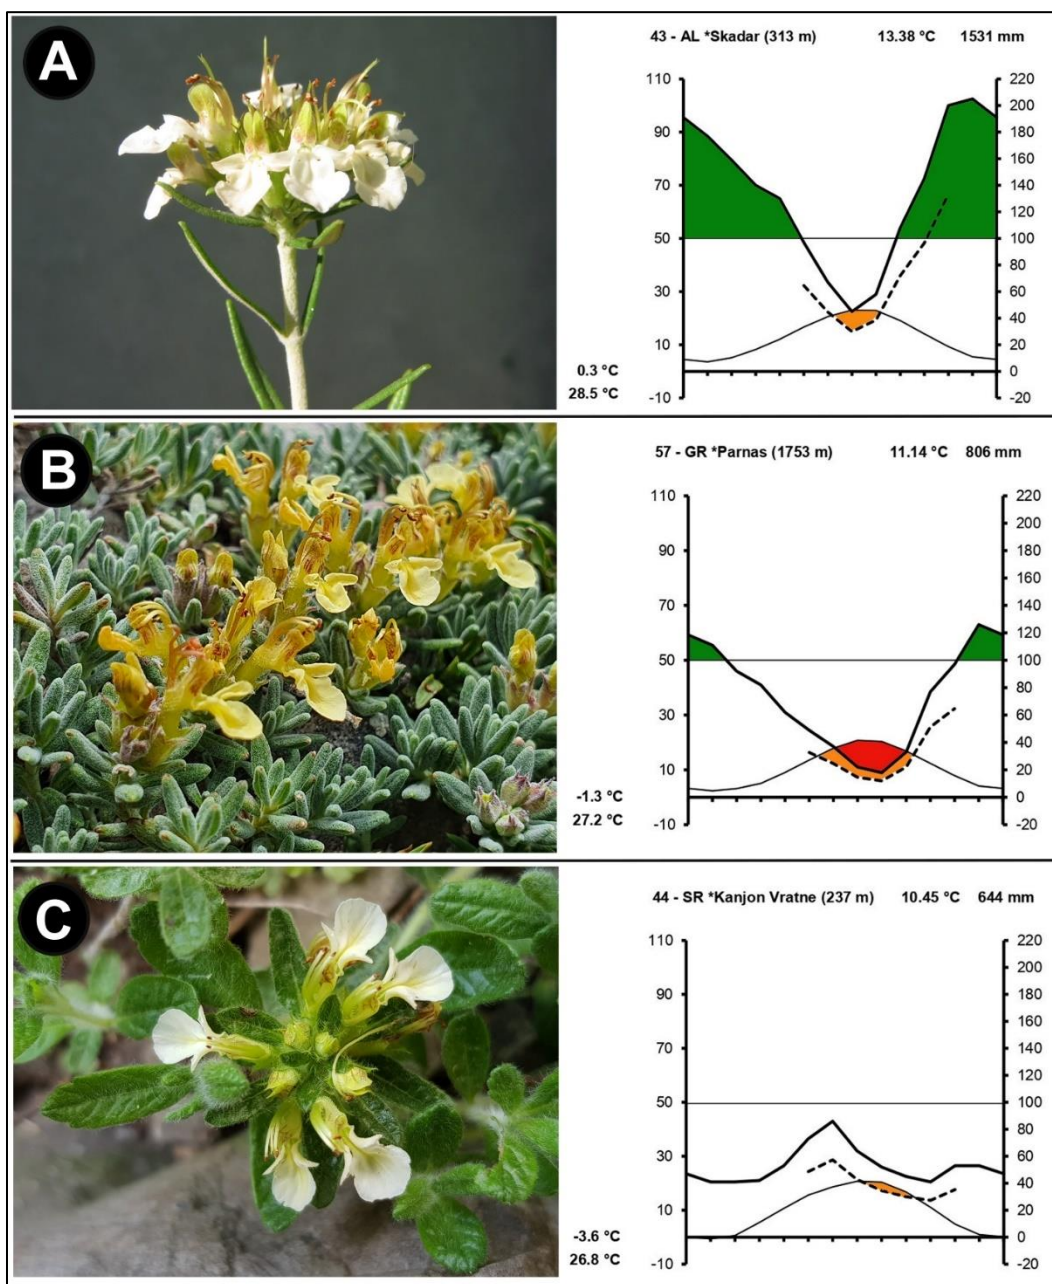 A
43 - AL *Skadar (313 m) 13.38 °C 1531 mm
110 220
200
90 180
160
70 140
120
50 100
80
30 60
40
10 20
0.3 °C 0
28.5 °C -10 -20
B
57 - GR *Parnas (1753 m) 11.14 °C 806 mm
110 220
200
90 180
160
70 140
120
50 100
80
30 60
40
10 20
-1.3 °C 0
27.2 °C -10 -20
C
44 - SR *Kanjon Vratne (237 m) 10.45 °C 644 mm
110 220
200
90 180
160
70 140
120
50 100
80
30 60
40
10 20
-3.6 °C 0
26.8 °C -10 -20